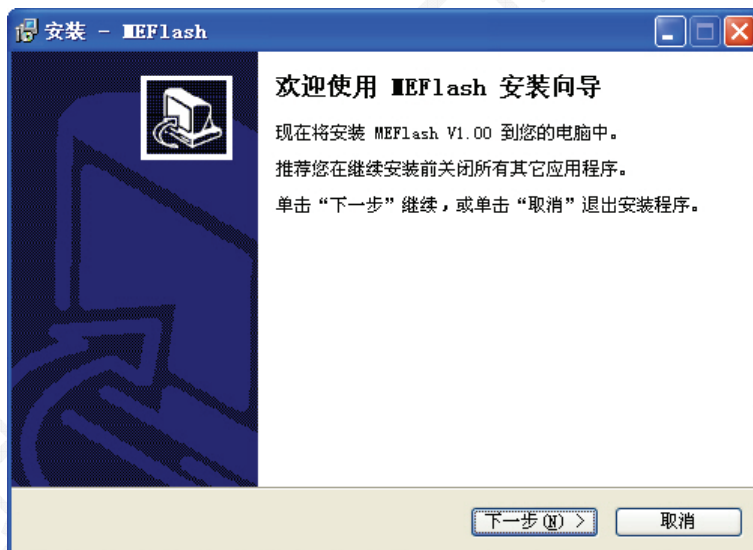 安装 - MEFlash
欢迎使用 MEFlash 安装向导
现在将安装 MEFlash V1.00 到您的电脑中。
推荐您在继续安装前关闭所有其它应用程序。
单击“下一步”继续，或单击“取消”退出安装程序。
下一步(N) >
取消